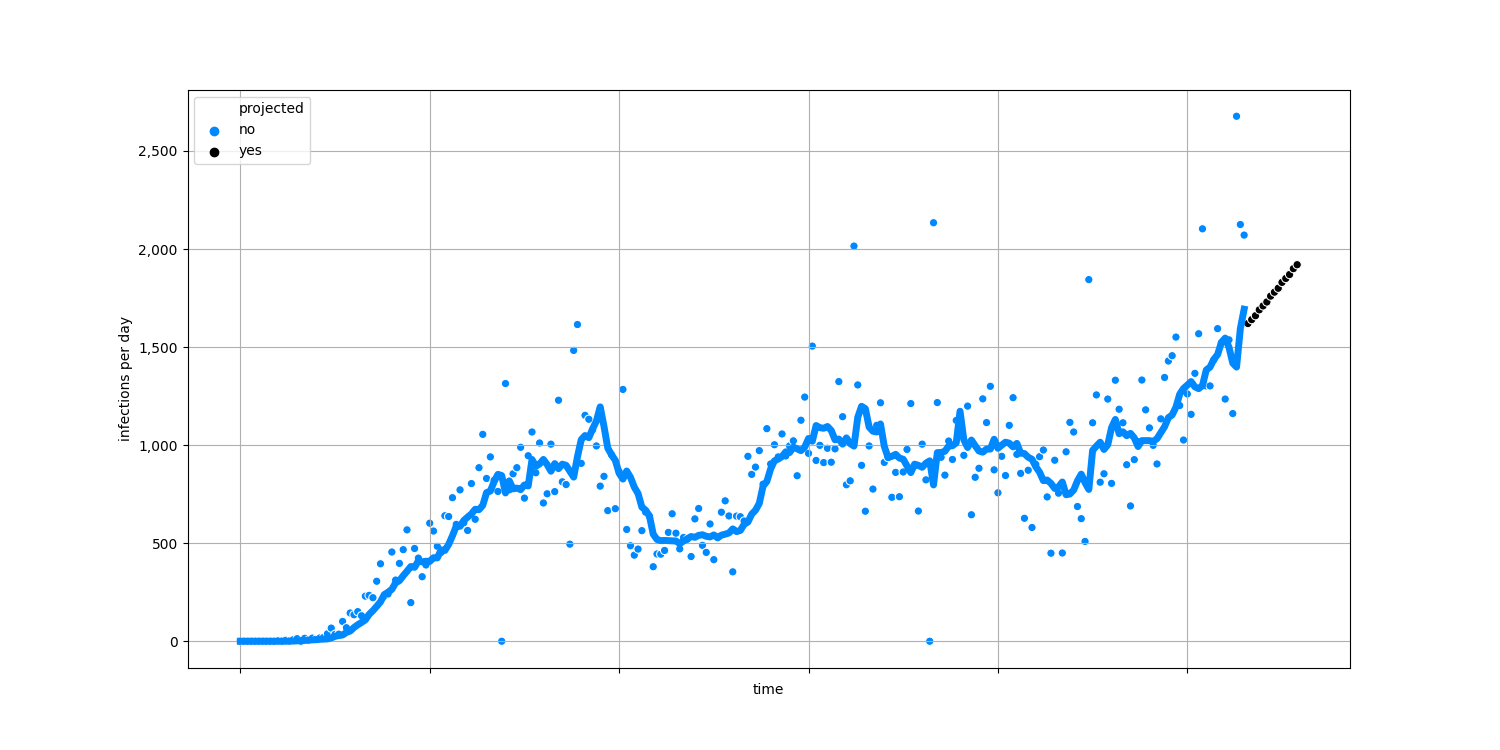 projected
no
yes
2,500
2,000
1,500
1,000
500
0
infections per day
time